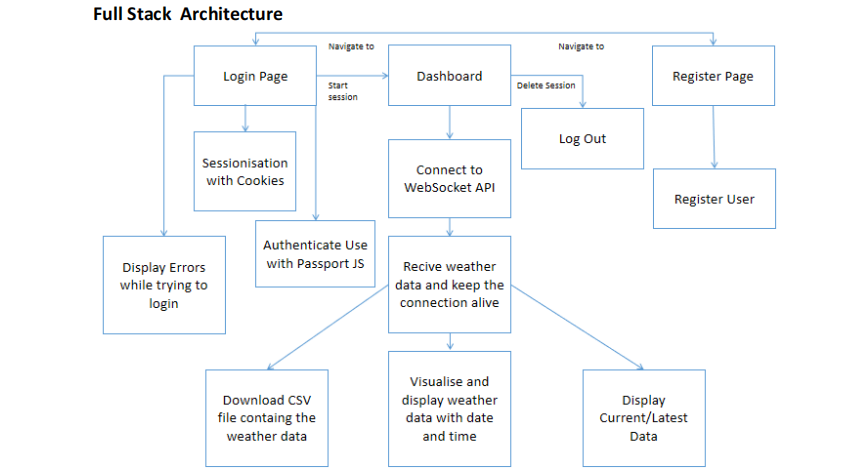 Full Stack  Architecture
Navigate to
Navigate to
Login Page
Start
session
Dashboard
Delete Session
Register Page
Log Out
Sessionisation
with Cookies
Connect to
WebSocket API
Register User
Authenticate Use
with Passport JS
Display Errors
while trying to
login
Recive weather
data and keep the
connection alive
Download CSV
file containg the
weather data
Visualise and
display weather
data with date
and time
Display
Current/Latest
Data